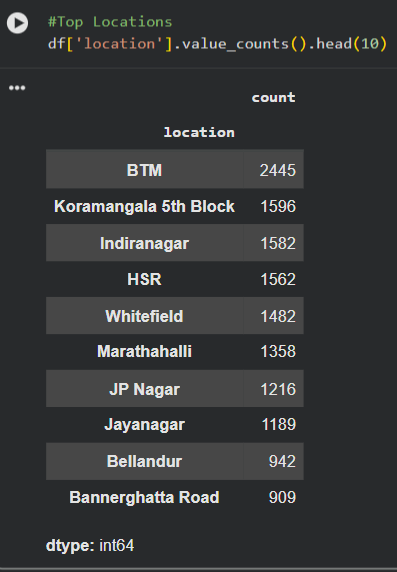 #Top Locations
df['location'].value_counts().head(10)
count
location
BTM 2445
Koramangala 5th Block 1596
Indiranagar 1582
HSR 1562
Whitefield 1482
Marathahalli 1358
JP Nagar 1216
Jayanagar 1189
Bellandur 942
Bannerghatta Road 909
dtype: int64